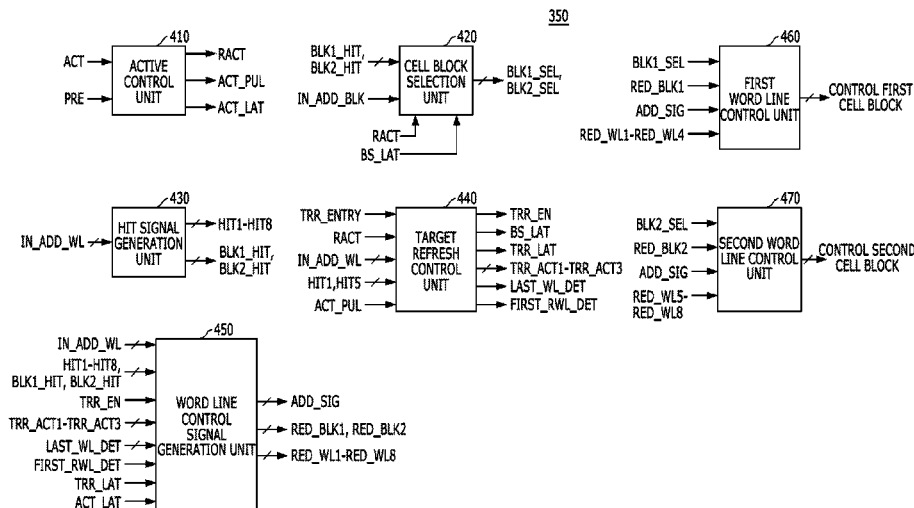 350
410
ACT
PRE
ACTIVE
CONTROL
UNIT
RACT
ACT_PUL
ACT_LAT
420
BLK1_HIT,
BLK2_HIT
IN_ADD_BLK
CELL BLOCK
SELECTION
UNIT
BLK1_SEL,
BLK2_SEL
RACT
BS_LAT
460
BLK1_SEL
RED_BLK1
ADD_SIG
RED_WL1-RED_WL4
FIRST
WORD LINE
CONTROL UNIT
CONTROL FIRST
CELL BLOCK
430
IN_ADD_WL
HIT SIGNAL
GENERATION
UNIT
HIT1-HIT8
BLK1_HIT,
BLK2_HIT
440
TRR_ENTRY
RACT
IN_ADD_WL
HIT1,HIT5
ACT_PUL
TARGET
REFRESH
CONTROL
UNIT
TRR_EN
BS_LAT
TRR_LAT
TRR_ACT1-TRR_ACT3
LAST_WL_DET
FIRST_RWL_DET
470
BLK2_SEL
RED_BLK2
ADD_SIG
RED_WL5-
RED_WL8
SECOND WORD
LINE CONTROL
UNIT
CONTROL SECOND
CELL BLOCK
450
IN_ADD_WL
HIT1-HIT8,
BLK1_HIT, BLK2_HIT
TRR_EN
TRR_ACT1-TRR_ACT3
LAST_WL_DET
FIRST_RWL_DET
TRR_LAT
ACT_LAT
WORD LINE
CONTROL
SIGNAL
GENERATION UNIT
ADD_SIG
RED_BLK1, RED_BLK2
RED_WL1-RED_WL8